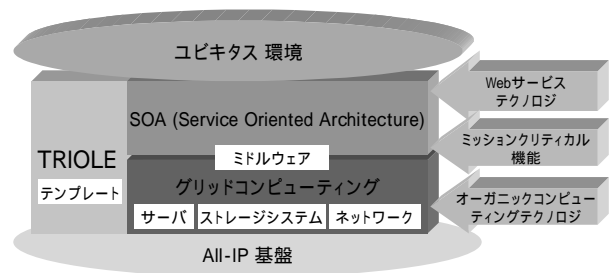 ユビキタス 環境
Webサービス
テクノロジ
SOA (Service Oriented Architecture)
ミッションクリティカル
機能
ミドルウェア
TRIOLE
テンプレート
グリッドコンピューティング
サーバ
ストレージシステム
ネットワーク
オーガニックコンピュー
ティングテクノロジ
All-IP 基盤